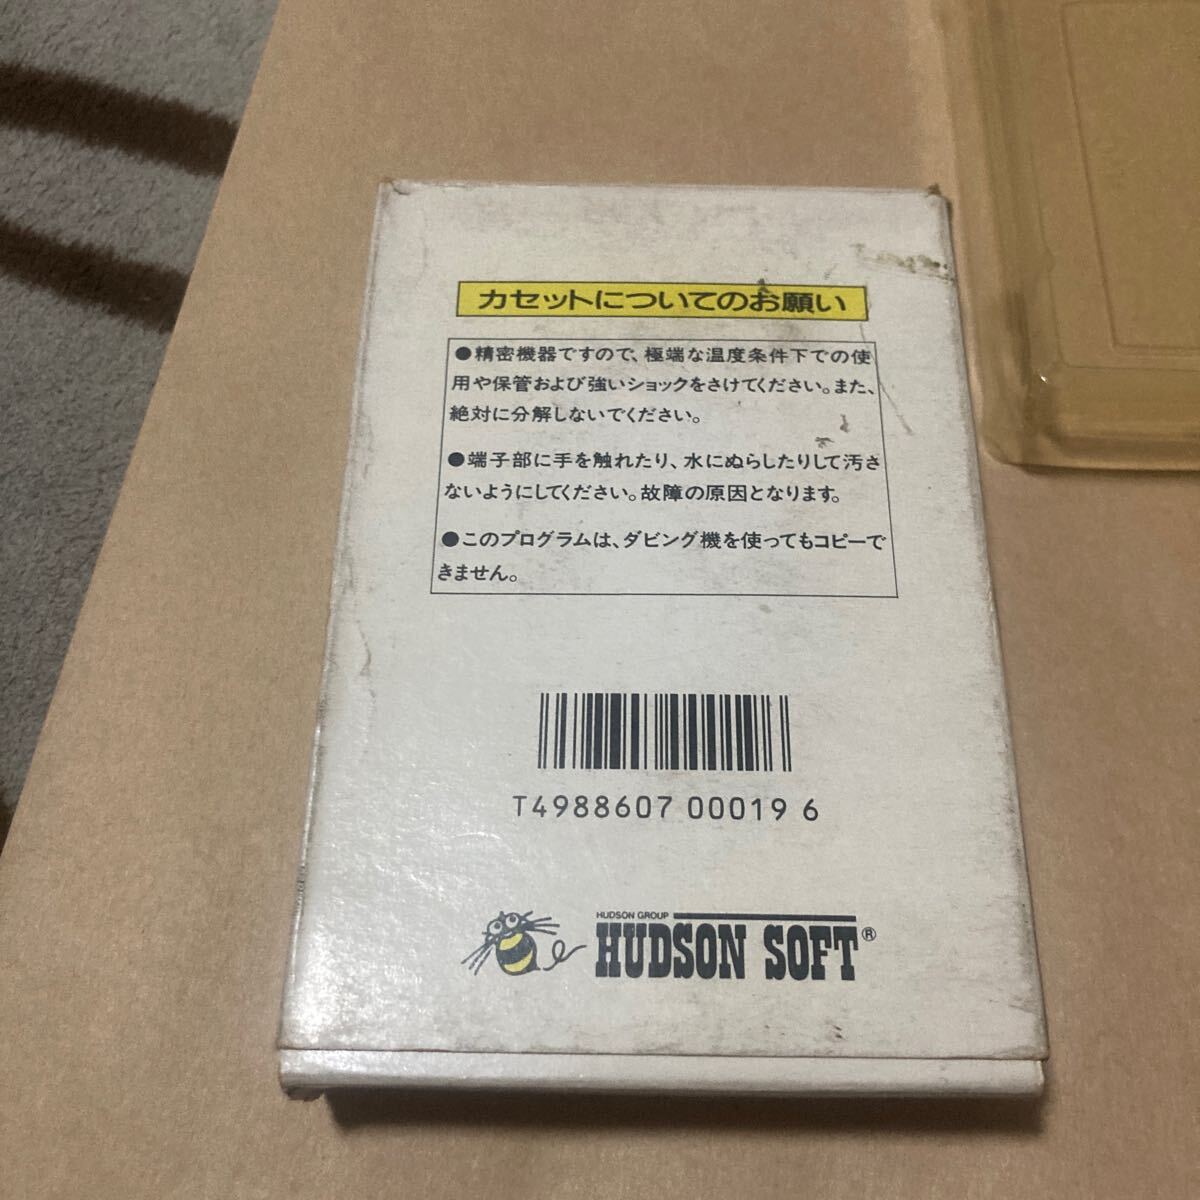 カセットについてのお願い
●精密機器ですので、極端な温度条件下での使
用や保管および強いショックをさけてください。また、
絶対に分解しないでください。
●端子部に手を触れたり、水にぬらしたりして汚さ
ないようにしてください。故障の原因となります。
●このプログラムは、ダビング機を使ってもコピーで
きません。
T4988607 00019 6
HUDSON GROUP
HUDSON SOFT®